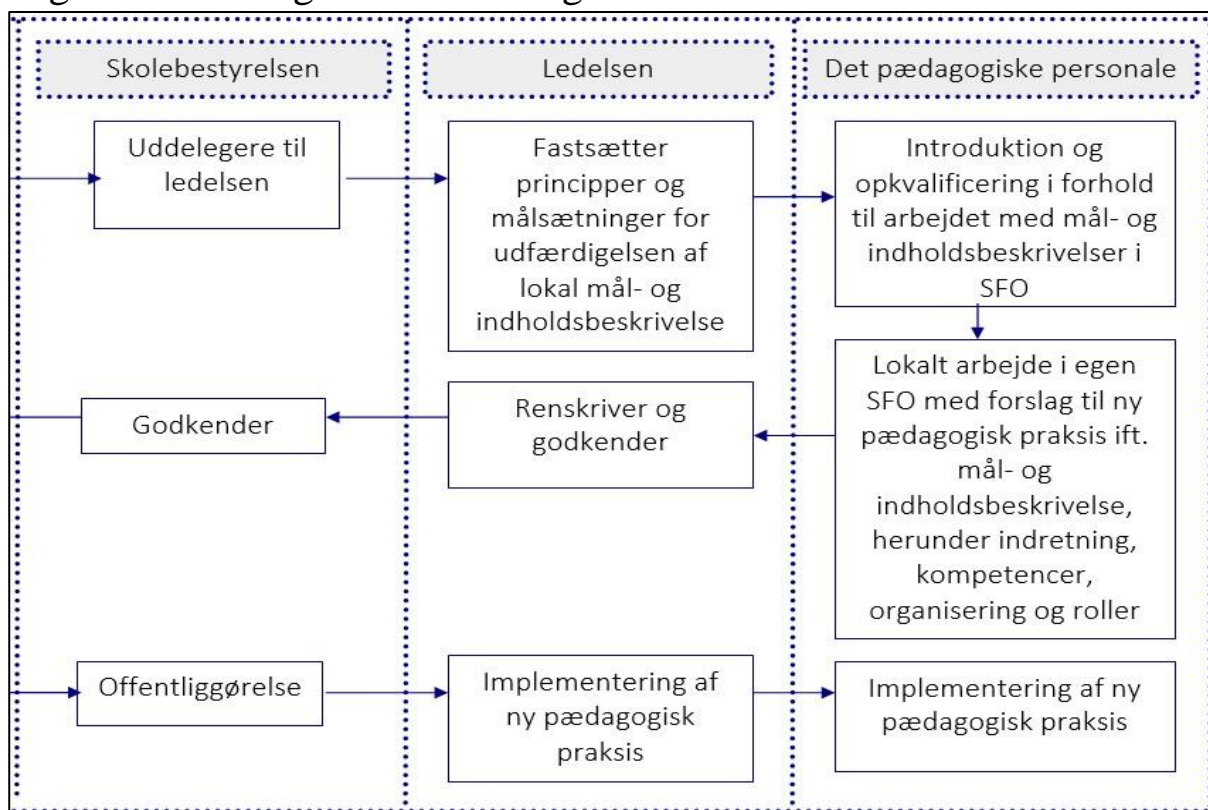 Skolebestyrelsen
Ledelsen
Det pædagogiske personale
Uddelegere til
ledelsen
Fastsætter
principper og
målsætninger for
udfærdigelsen af
lokal mål- og
indholdsbeskrivelse
Introduktion og
opkvalificering i forhold
til arbejdet med mål- og
indholdsbeskrivelser i
SFO
Godkender
Renskriver og
godkender
Lokalt arbejde i egen
SFO med forslag til ny
pædagogisk praksis ift.
mål- og
indholdsbeskrivelse,
herunder indretning,
kompetencer,
organisering og roller
Offentliggørelse
Implementering af
ny pædagogisk
praksis
Implementering af ny
pædagogisk praksis